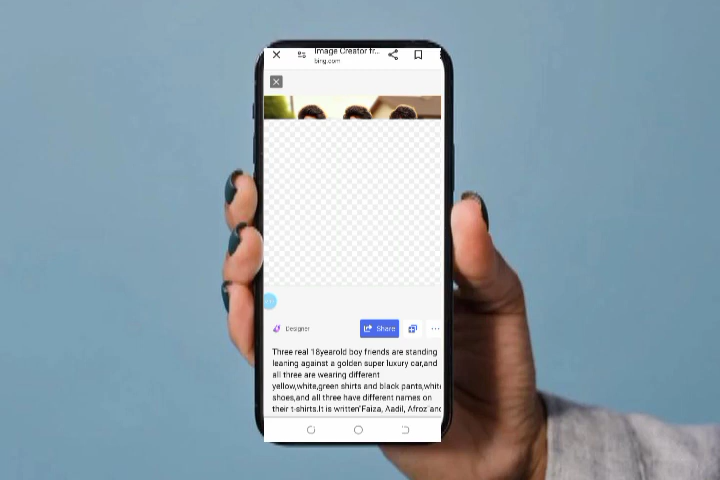 Image Creator fr...
bing.com
Designer
Share
Three real 18yearold boy friends are standing
leaning against a golden super luxury car,and
all three are wearing different
yellow,white,green shirts and black pants,white
shoes,and all three have different names on
their t-shirts.It is written'Faiza, Aadil, Afroz and